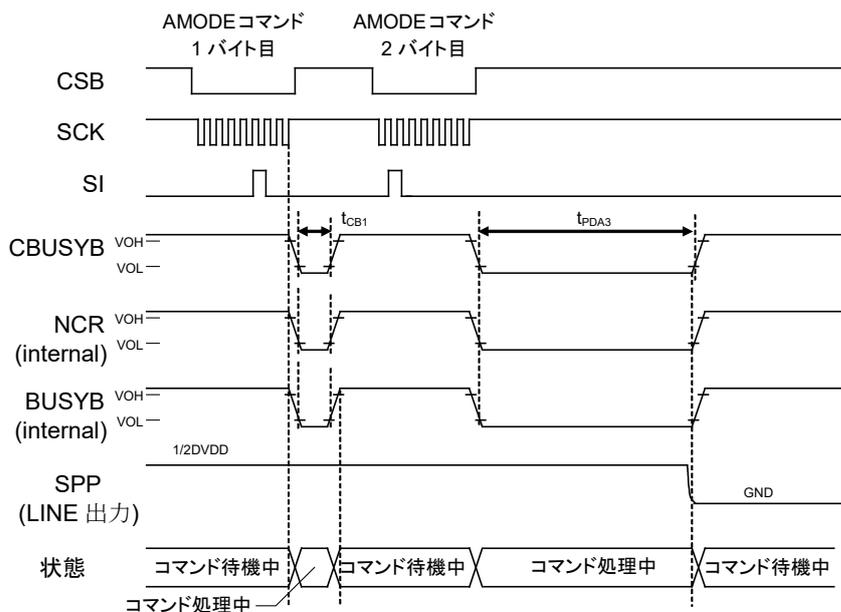 AMODEコマンド
1 バイト目
AMODEコマンド
2 バイト目
CSB
SCK
SI
tCB1
tPDA3
CBUSYB
VOH
VOL
NCR
(internal)
VOH
VOL
BUSYB
(internal)
VOH
VOL
1/2DVDD
SPP
(LINE 出力)
GND
状態
コマンド待機中
コマンド待機中
コマンド処理中
コマンド待機中
コマンド処理中